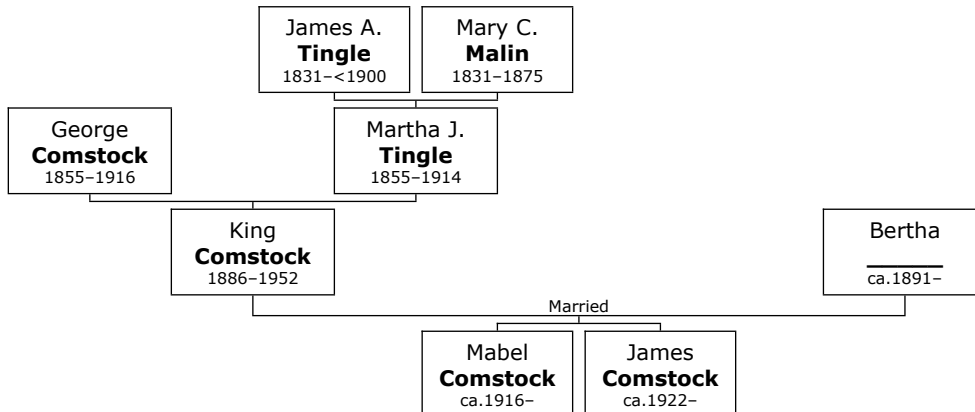 James A.
Tingle
1831–<1900
Mary C.
Malin
1831–1875
George
Comstock
1855–1916
Martha J.
Tingle
1855–1914
King
Comstock
1886–1952
Bertha
________
ca.1891–
Married
Mabel
Comstock
ca.1916–
James
Comstock
ca.1922–